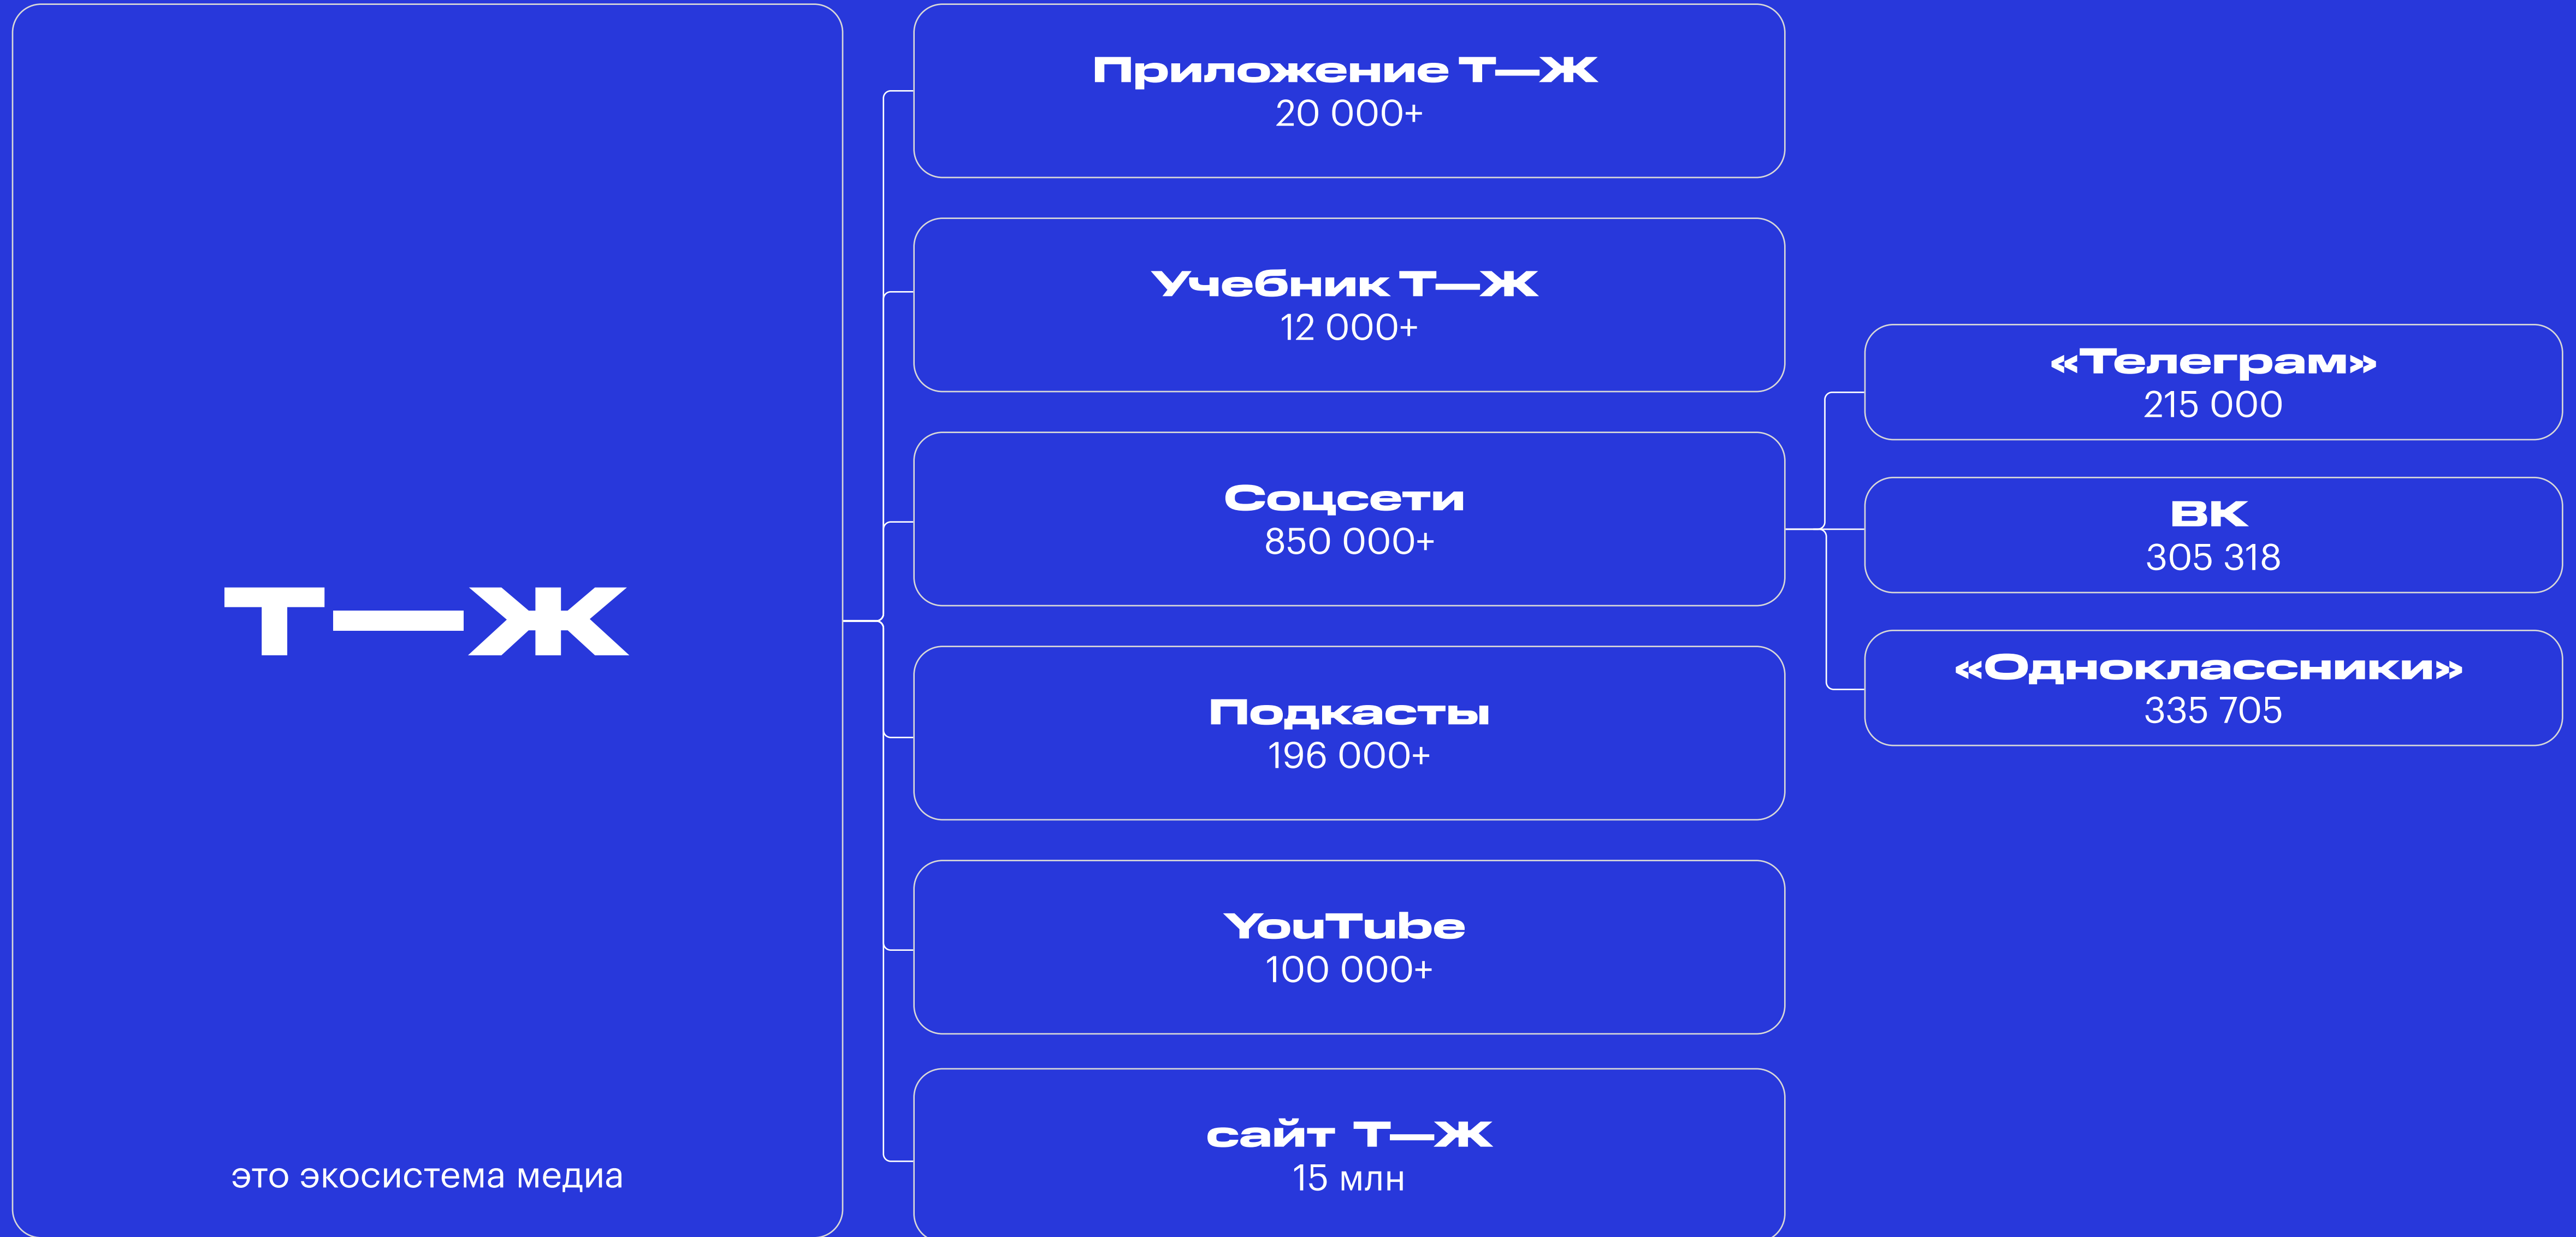 Т—Ж
это экосистема медиа
Приложение Т—Ж
20 000+
Учебник Т—Ж
12 000+
Соцсети
850 000+
Подкасты
196 000+
YouTube
100 000+
сайт Т—Ж
15 млн
«Телеграм»
215 000
ВК
305 318
«Одноклассники»
335 705